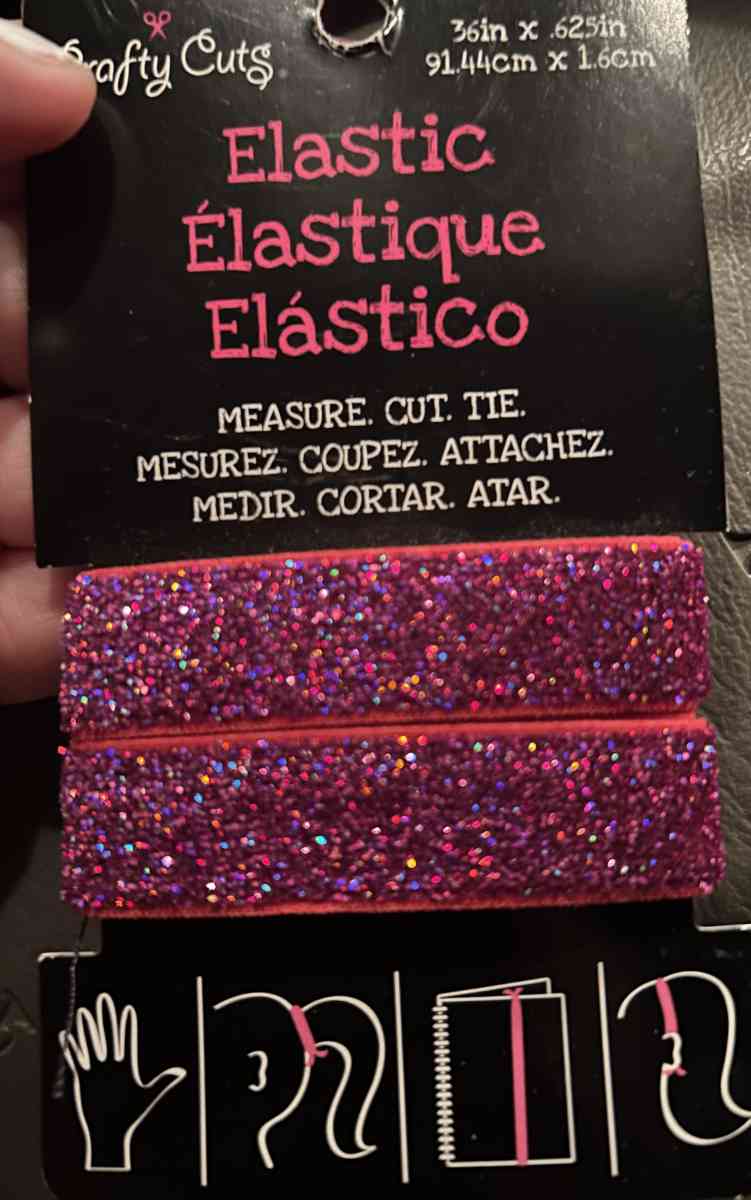 Crafty Cuts
36in x .625in
91.44cm x 1.6cm
Elastic
Élastique
Elástico
MEASURE. CUT. TIE.
MESUREZ. COUPEZ. ATTACHEZ.
MEDIR. CORTAR. ATAR.